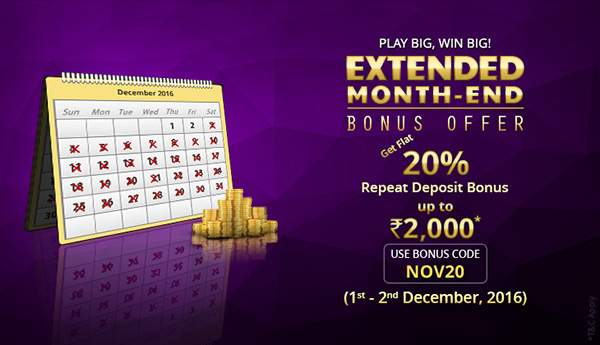 PLAY BIG, WIN BIG!
EXTENDED
MONTH-END
BONUS OFFER
Get Flat
20%
Repeat Deposit Bonus
up to
₹2,000*
USE BONUS CODE
NOV20
(1st - 2nd December, 2016)
*T&C Apply
December 2016
Sun Mon Tue Wed Thu Fri Sat
1 2 3
4 5 6 7 8 9 10
11 12 13 14 15 16 17
18 19 20 21 22 23 24
25 26 27 28 29 30 31
30